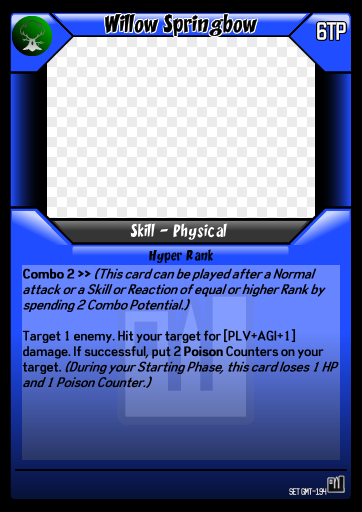 Willow Springbow
6TP
Skill - Physical
Hyper Rank
Combo 2 >> (This card can be played after a Normal
attack or a Skill or Reaction of equal or higher Rank by
spending 2 Combo Potential.)
Target 1 enemy. Hit your target for [PLV+AGI+1]
damage. If successful, put 2 Poison Counters on your
target. (During your Starting Phase, this card loses 1 HP
and 1 Poison Counter.)
SET GMT-194